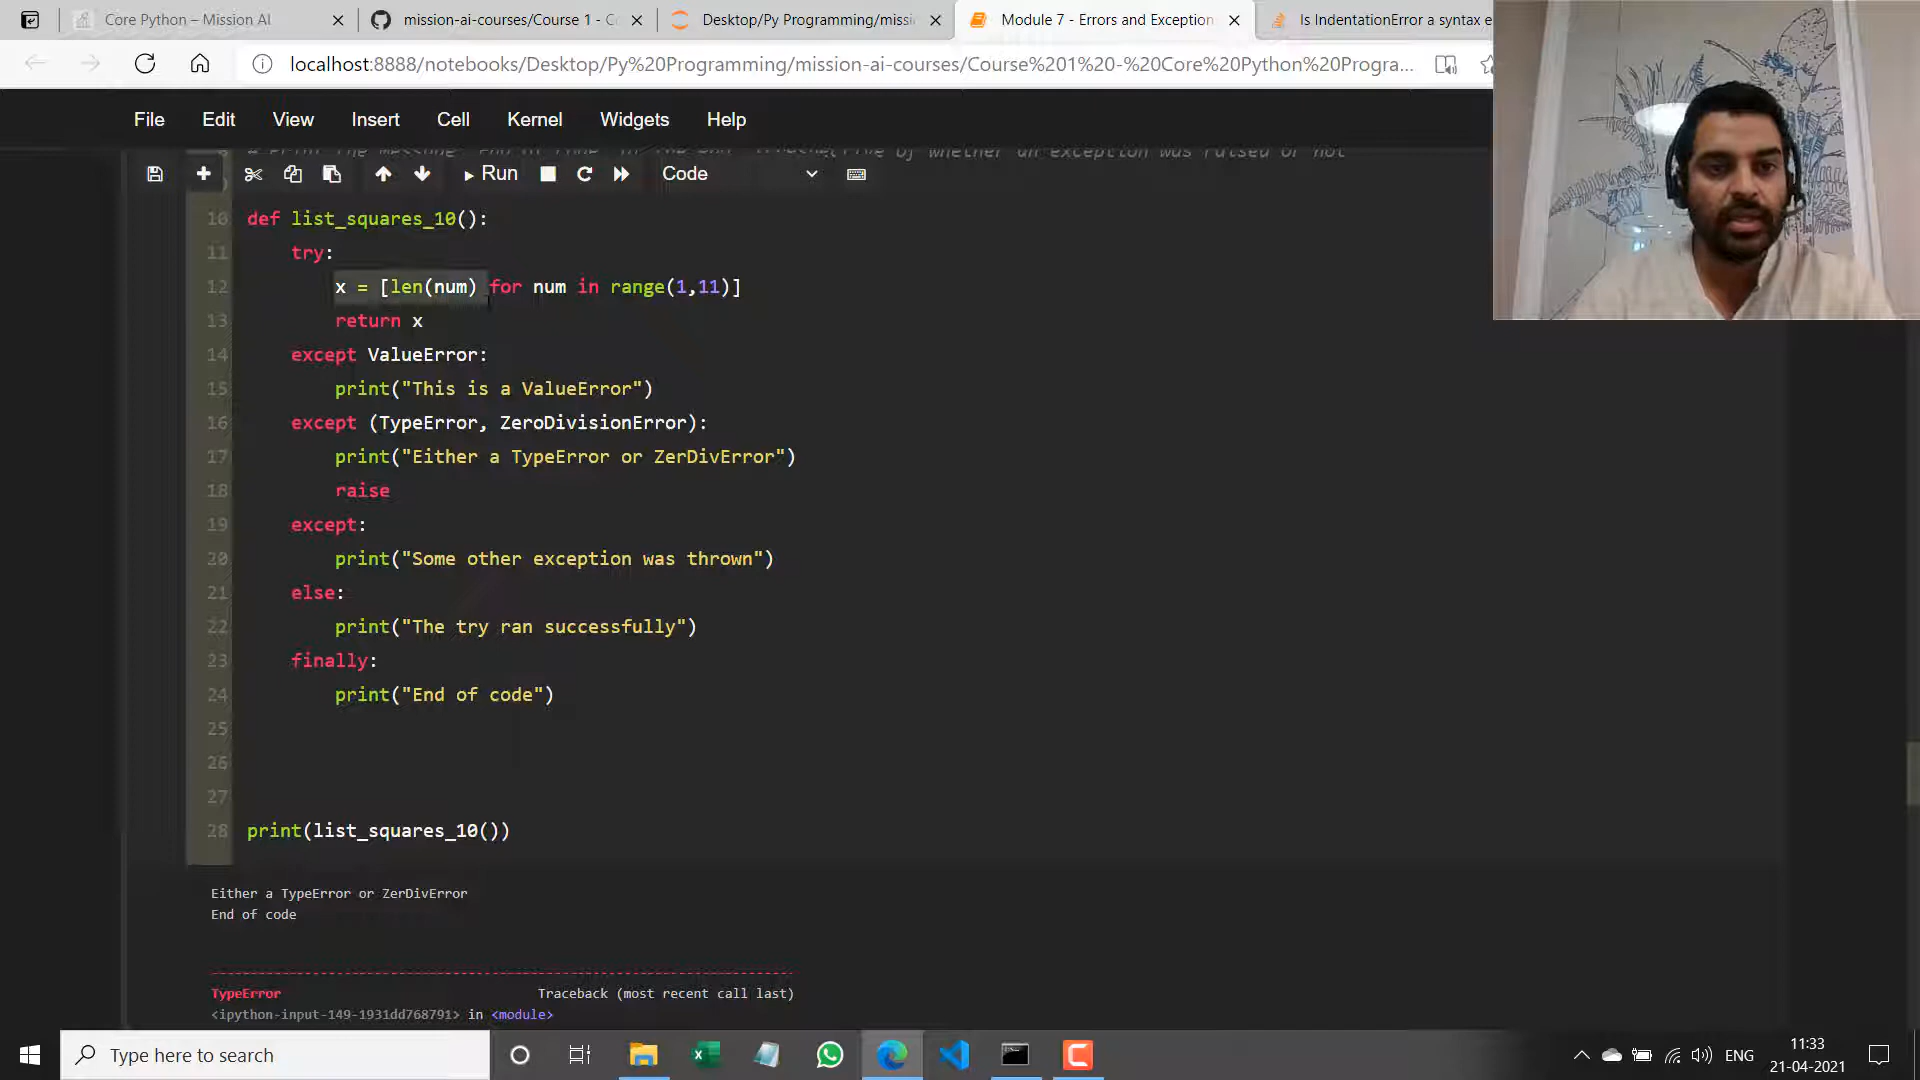 Core Python – Mission AI
mission-ai-courses/Course 1 - C
Desktop/Py Programming/missi
Module 7 - Errors and Exception
Is IndentationError a syntax e
localhost:8888/notebooks/Desktop/Py%20Programming/mission-ai-courses/Course%201%20-%20Core%20Python%20Progra...
File Edit View Insert Cell Kernel Widgets Help
Run Code
10 def list_squares_10():
11 try:
12 x = [len(num) for num in range(1,11)]
13 return x
14 except ValueError:
15 print("This is a ValueError")
16 except (TypeError, ZeroDivisionError):
17 print("Either a TypeError or ZerDivError")
18 raise
19 except:
20 print("Some other exception was thrown")
21 else:
22 print("The try ran successfully")
23 finally:
24 print("End of code")
25
26
27
28 print(list_squares_10())
Either a TypeError or ZerDivError
End of code
TypeError Traceback (most recent call last)
<ipython-input-149-1931dd768791> in <module>
Type here to search
ENG
11:33
21-04-2021